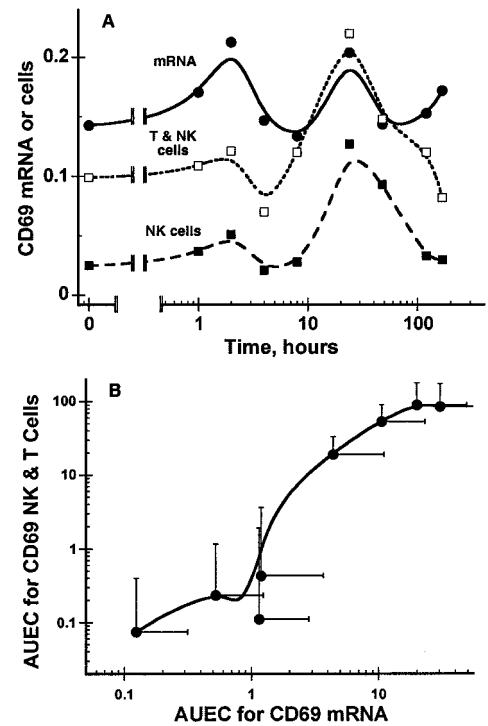 A
0.2
mRNA
T & NK
cells
0.1
NK cells
0
CD69 mRNA or cells
0 1 10 100
Time, hours
B
100
10
1
0.1
AUEC for CD69 NK & T Cells
0.1 1 10
AUEC for CD69 mRNA